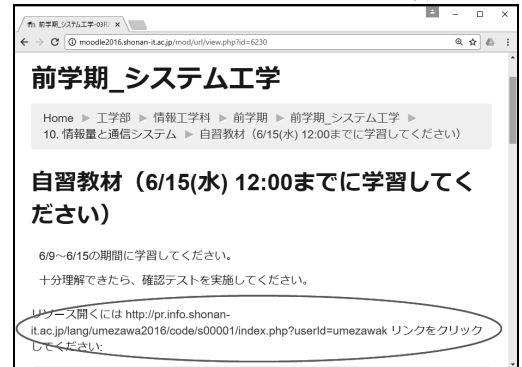 前学期_システム工学-03R2
moodle2016.shonan-it.ac.jp/mod/url/view.php?id=6230
前学期_システム工学
Home ▶ 工学部 ▶ 情報工学科 ▶ 前学期 ▶ 前学期_システム工学 ▶
10. 情報量と通信システム ▶ 自習教材（6/15(水) 12:00までに学習してください）
自習教材（6/15(水) 12:00までに学習してく
ださい）
6/9～6/15の期間に学習してください。
十分理解できたら、確認テストを実施してください。
リソース開くには http://pr.info.shonan-
it.ac.jp/lang/umezawa2016/code/s00001/index.php?userId=umezawak リンクをクリック
してください: